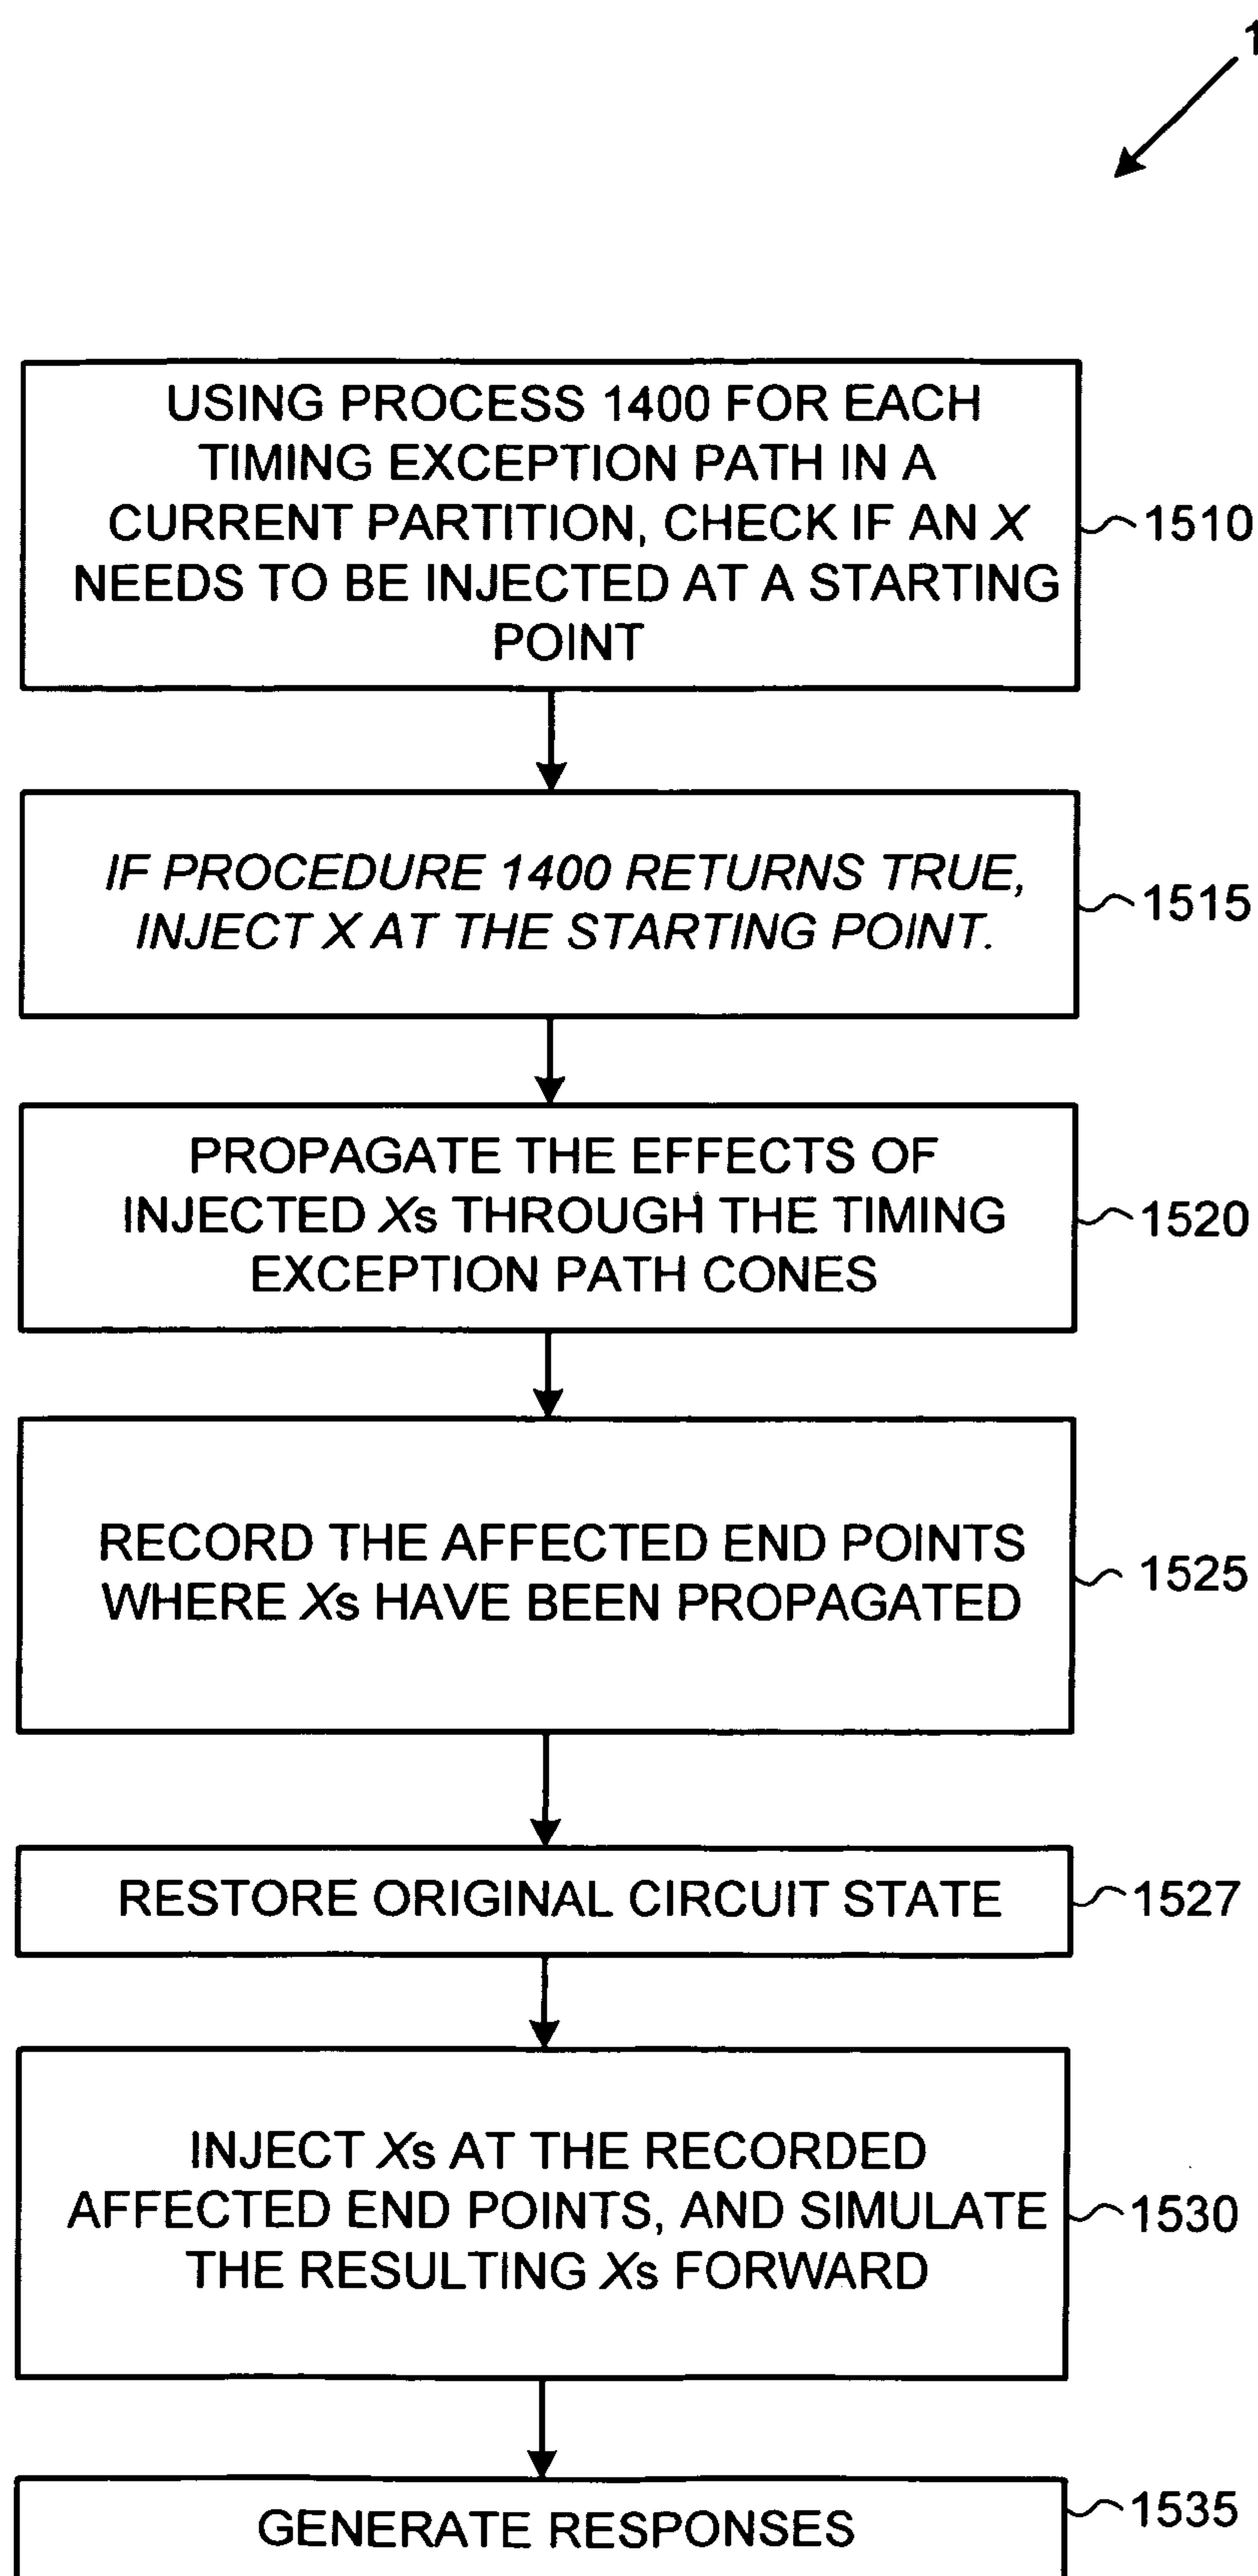 1
USING PROCESS 1400 FOR EACH
TIMING EXCEPTION PATH IN A
CURRENT PARTITION, CHECK IF AN X
NEEDS TO BE INJECTED AT A STARTING
POINT
1510
IF PROCEDURE 1400 RETURNS TRUE,
INJECT X AT THE STARTING POINT.
1515
PROPAGATE THE EFFECTS OF
INJECTED Xs THROUGH THE TIMING
EXCEPTION PATH CONES
1520
RECORD THE AFFECTED END POINTS
WHERE Xs HAVE BEEN PROPAGATED
1525
RESTORE ORIGINAL CIRCUIT STATE
1527
INJECT Xs AT THE RECORDED
AFFECTED END POINTS, AND SIMULATE
THE RESULTING Xs FORWARD
1530
GENERATE RESPONSES
1535